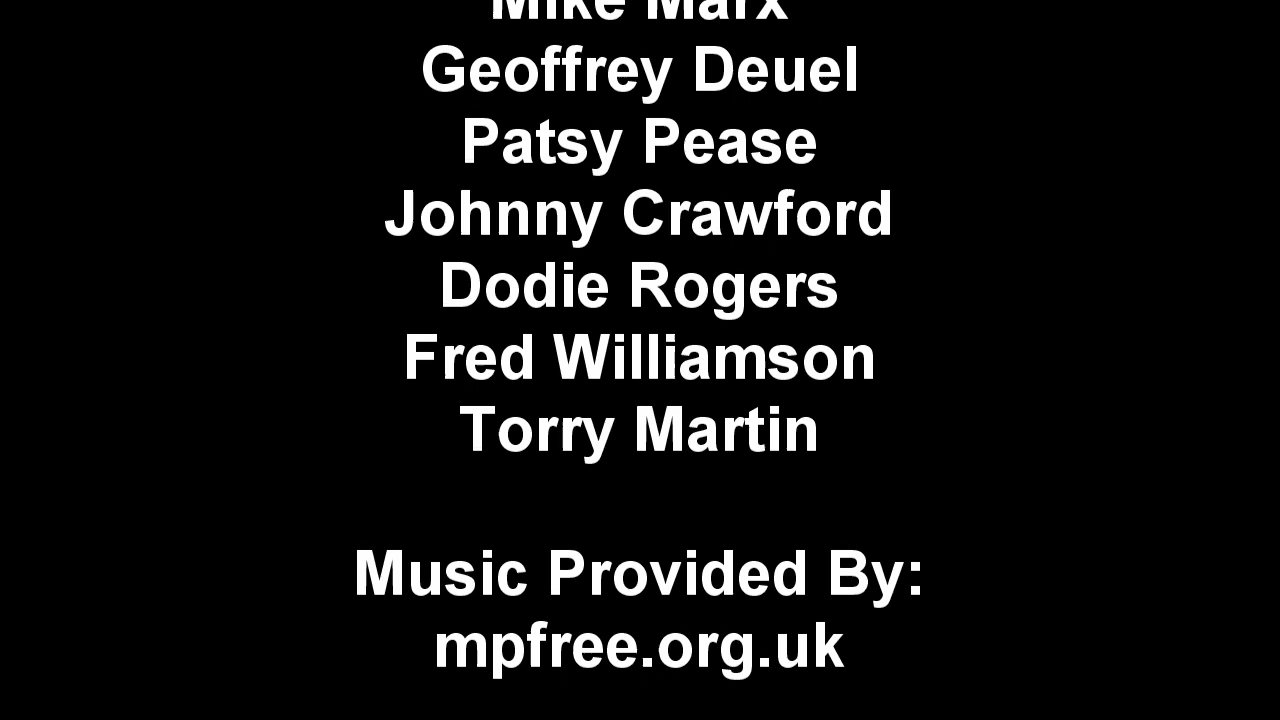 Mike Marx
Geoffrey Deuel
Patsy Pease
Johnny Crawford
Dodie Rogers
Fred Williamson
Torry Martin
Music Provided By:
mpfree.org.uk